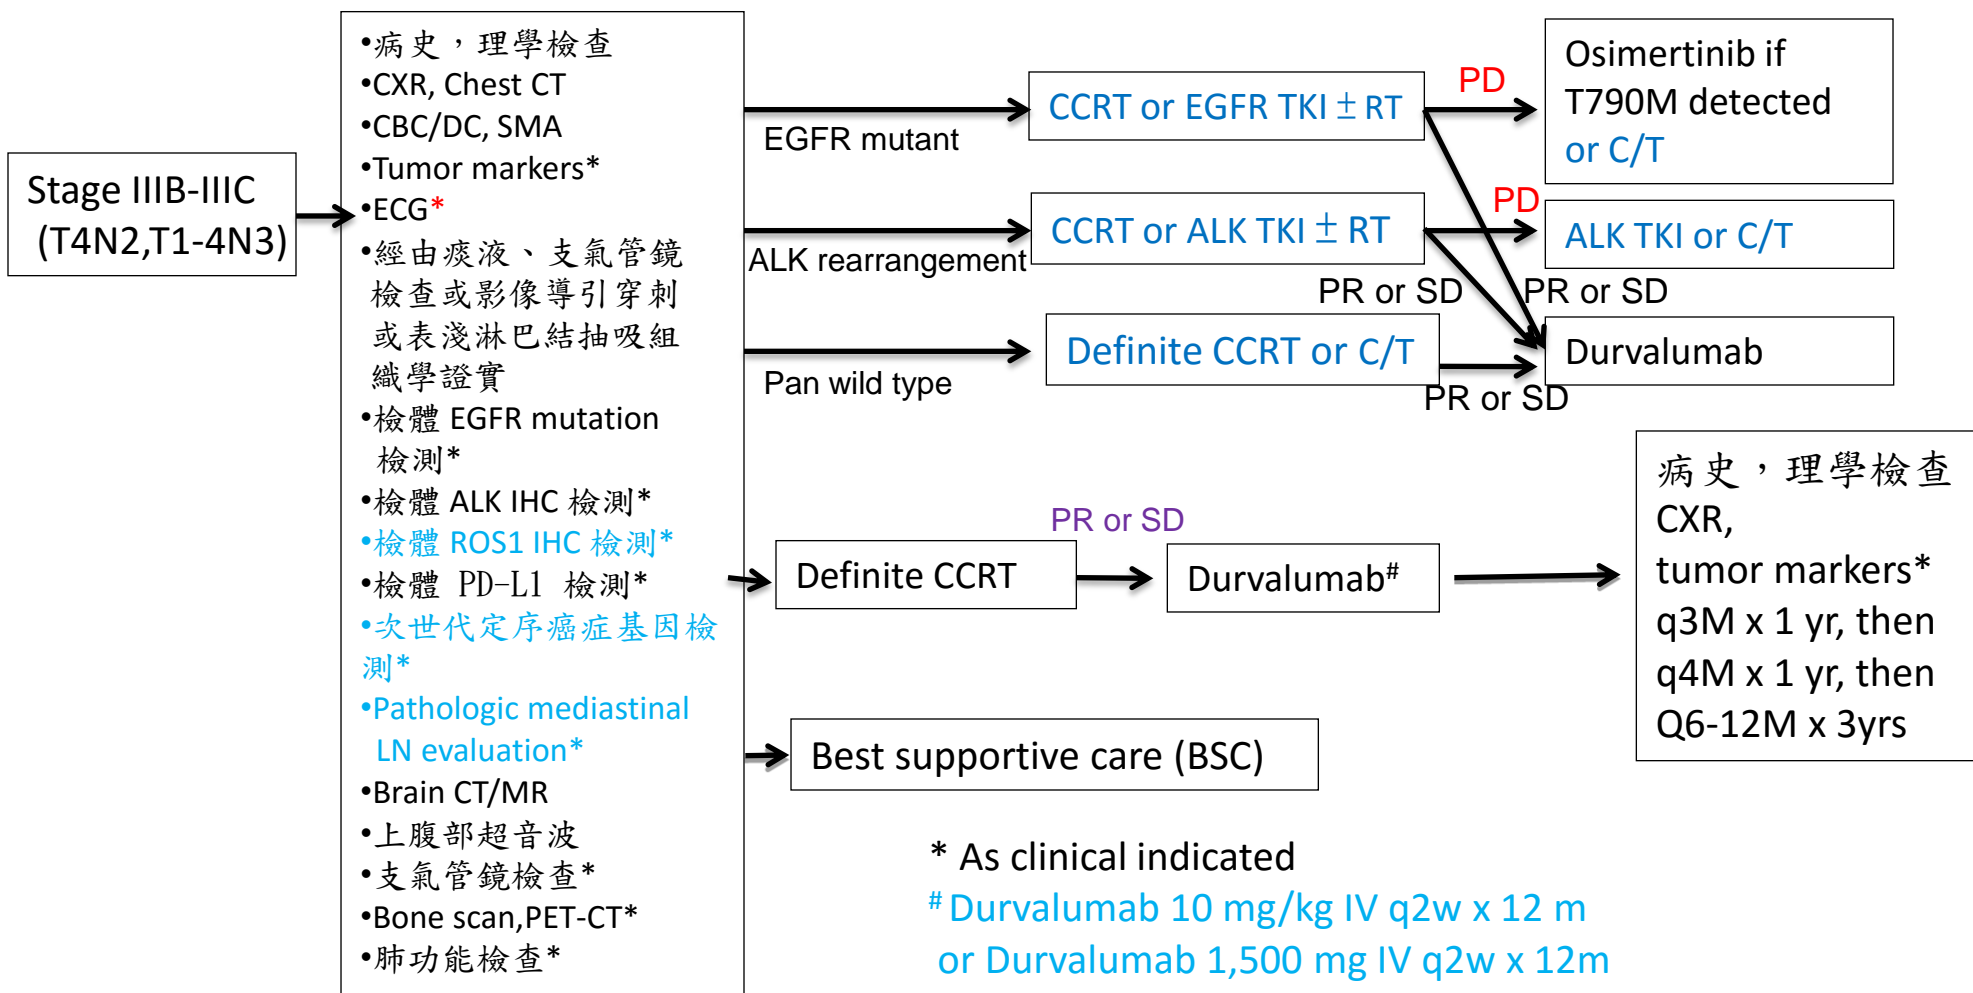 Stage IIIB-IIIC
(T4N2,T1-4N3)
•病史，理學檢查
•CXR, Chest CT
•CBC/DC, SMA
•Tumor markers*
•ECG*
•經由痰液、支氣管鏡
檢查或影像導引穿刺
或表淺淋巴結抽吸組
織學證實
•檢體 EGFR mutation
檢測*
•檢體 ALK IHC 檢測*
•檢體 ROS1 IHC 檢測*
•檢體 PD-L1 檢測*
•次世代定序癌症基因檢
測*
•Pathologic mediastinal
LN evaluation*
•Brain CT/MR
•上腹部超音波
•支氣管鏡檢查*
•Bone scan,PET-CT*
•肺功能檢查*
EGFR mutant
CCRT or EGFR TKI ± RT
PD
Osimertinib if
T790M detected
or C/T
ALK rearrangement
CCRT or ALK TKI ± RT
PD
ALK TKI or C/T
PR or SD
PR or SD
Pan wild type
Definite CCRT or C/T
PR or SD
Durvalumab
Definite CCRT
PR or SD
Durvalumab#
病史，理學檢查
CXR,
tumor markers*
q3M x 1 yr, then
q4M x 1 yr, then
Q6-12M x 3yrs
Best supportive care (BSC)
* As clinical indicated
# Durvalumab 10 mg/kg IV q2w x 12 m
or Durvalumab 1,500 mg IV q2w x 12m